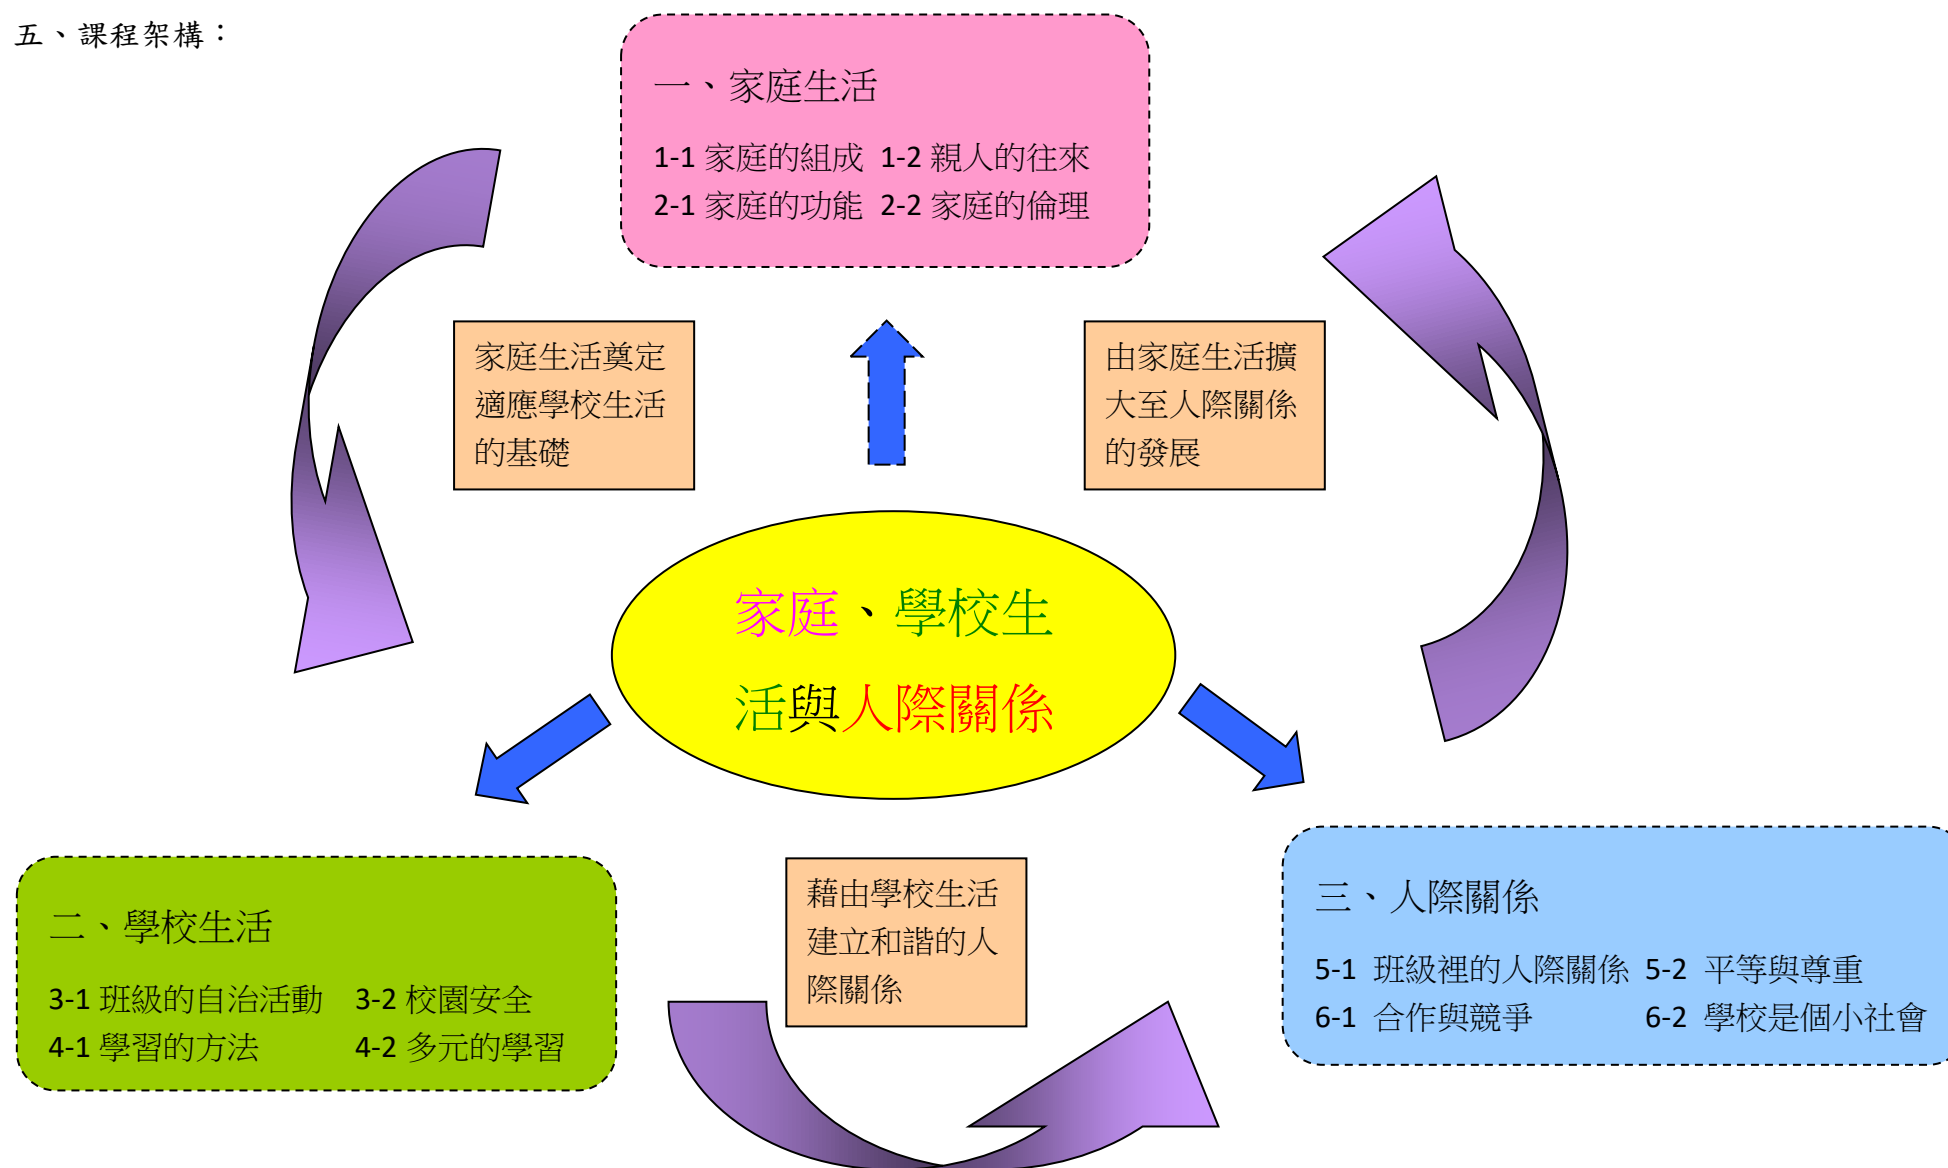 五、課程架構：
一、家庭生活
1-1 家庭的組成 1-2 親人的往來
2-1 家庭的功能 2-2 家庭的倫理
家庭生活奠定
適應學校生活
的基礎
由家庭生活擴
大至人際關係
的發展
家庭、學校生
活與人際關係
二、學校生活
3-1 班級的自治活動 3-2 校園安全
4-1 學習的方法 4-2 多元的學習
藉由學校生活
建立和諧的人
際關係
三、人際關係
5-1 班級裡的人際關係 5-2 平等與尊重
6-1 合作與競爭 6-2 學校是個小社會